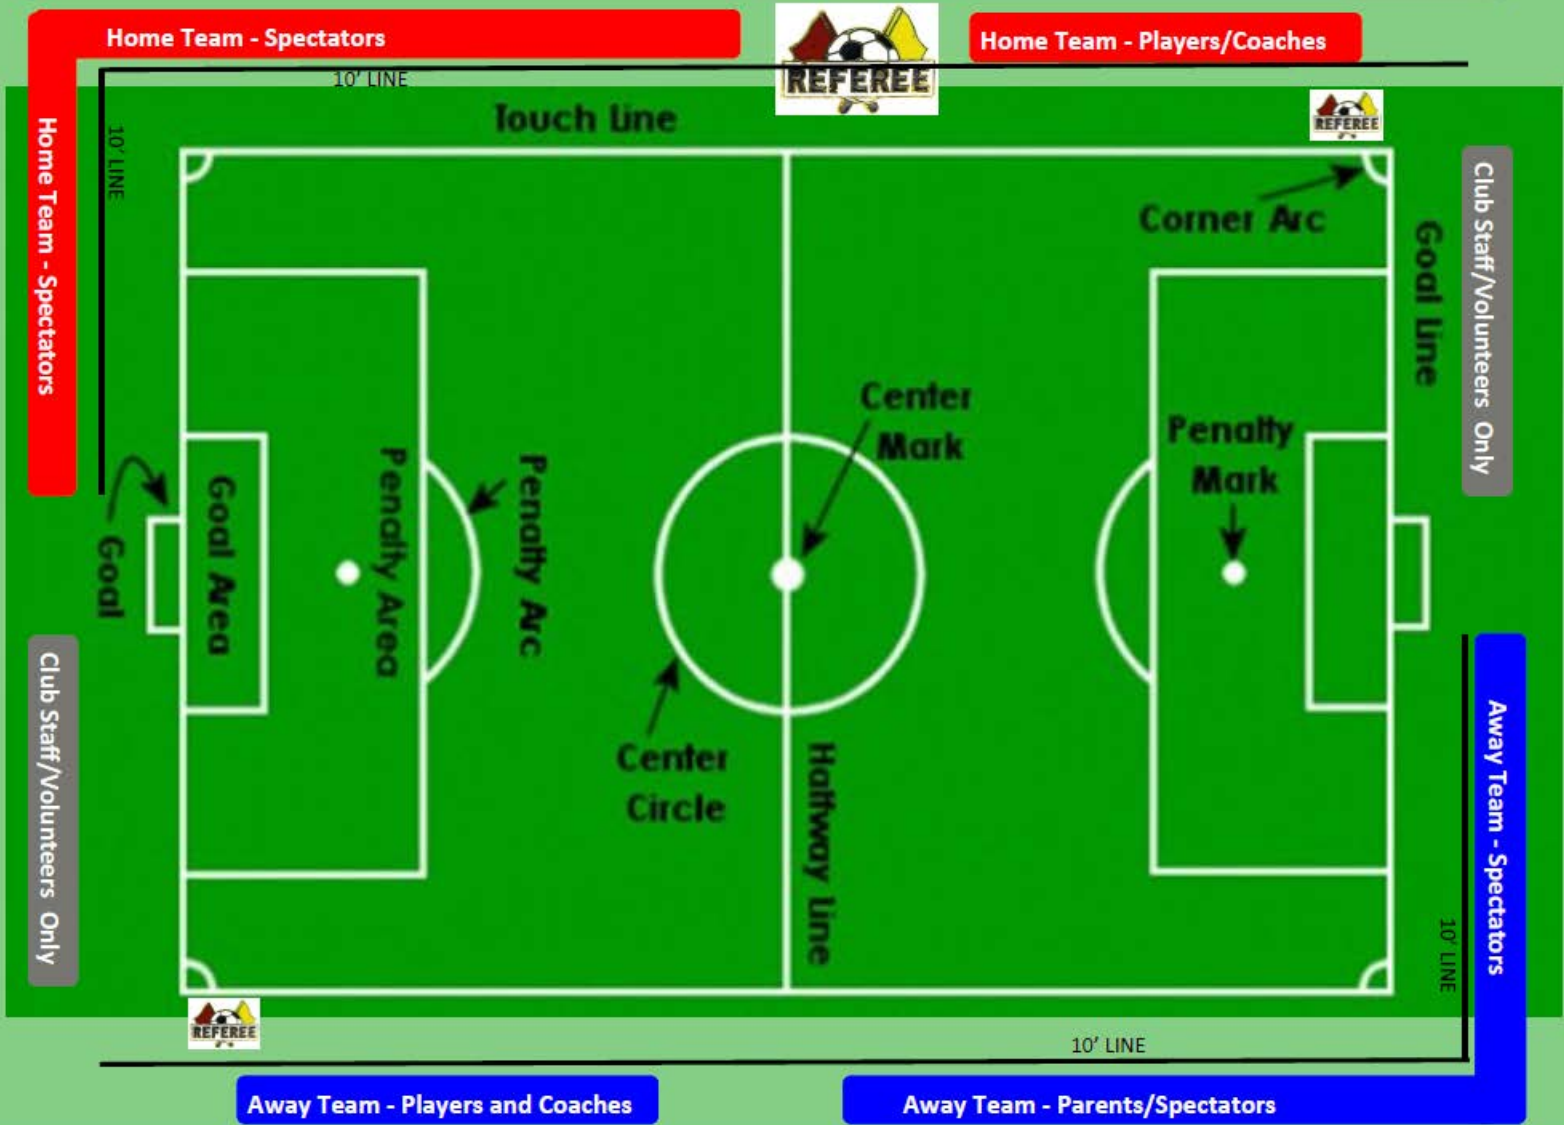 Home Team - Spectators
REFEREE
Home Team - Players/Coaches
10' LINE
Touch Line
REFEREE
Home Team - Spectators
10' LINE
Corner Arc
Goal Line
Club Staff/Volunteers Only
Center
Mark
Penalty
Mark
Goal
Goal Area
Penalty Area
Penalty Arc
Center
Circle
Halfway Line
Club Staff/Volunteers Only
Away Team - Spectators
10' LINE
REFEREE
10' LINE
Away Team - Players and Coaches
Away Team - Parents/Spectators